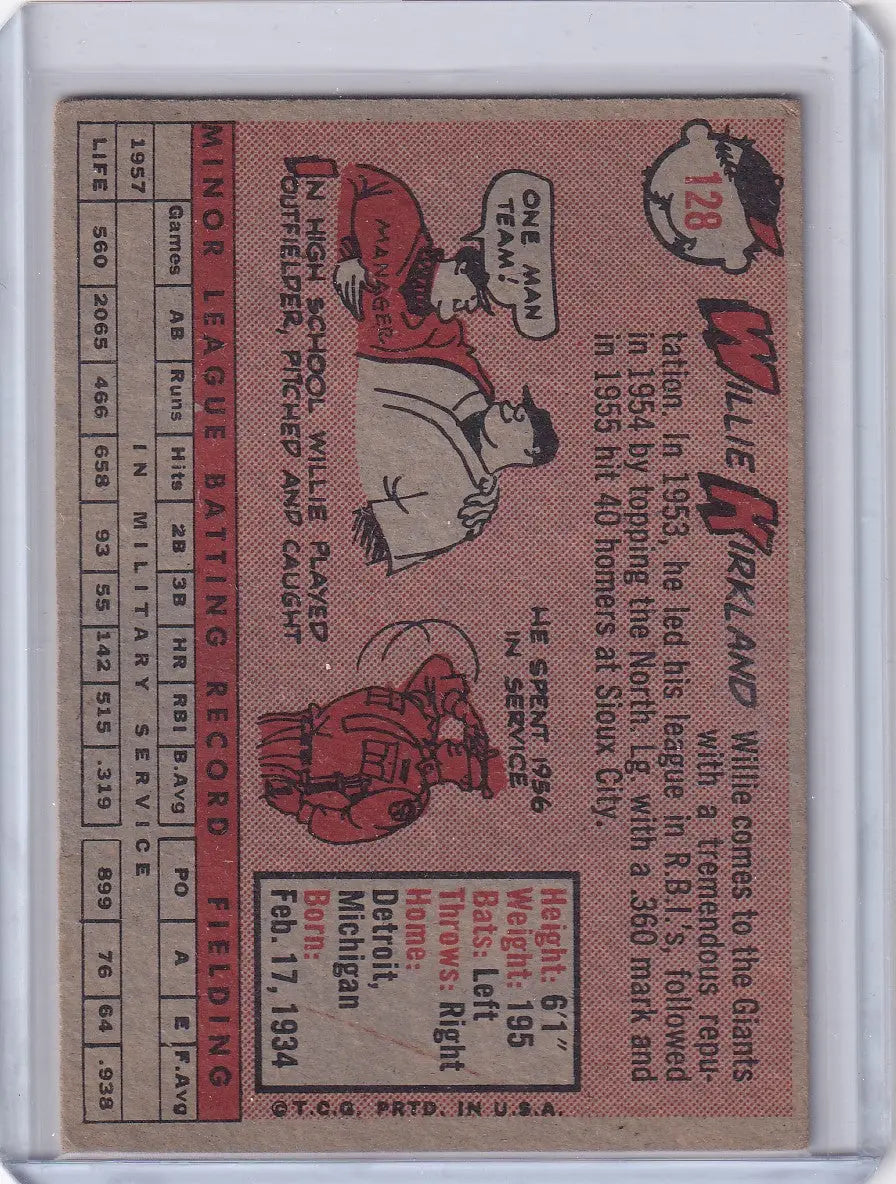 128
WILLIE KIRKLAND Willie comes to the Giants
with a tremendous repu-
tation. In 1953, he led his league in R.B.I.'s, followed
in 1954 by topping the North. Lg. with a .360 mark and
in 1955 hit 40 homers at Sioux City.
ONE MAN
TEAM!
MANAGER
IN HIGH SCHOOL WILLIE PLAYED
OUTFIELDER, PITCHED AND CAUGHT
HE SPENT 1956
IN SERVICE
Height: 6'1"
Weight: 195
Bats: Left
Throws: Right
Home:
Detroit,
Michigan
Born:
Feb. 17, 1934
©T.C.G. PRTD. IN U.S.A.
MINOR LEAGUE BATTING RECORD FIELDING
Games AB Runs Hits 2B 3B HR RBI B.Avg PO A E F.Avg
1957 IN MILITARY SERVICE
LIFE 560 2065 466 658 93 55 142 515 .319 899 76 64 .938